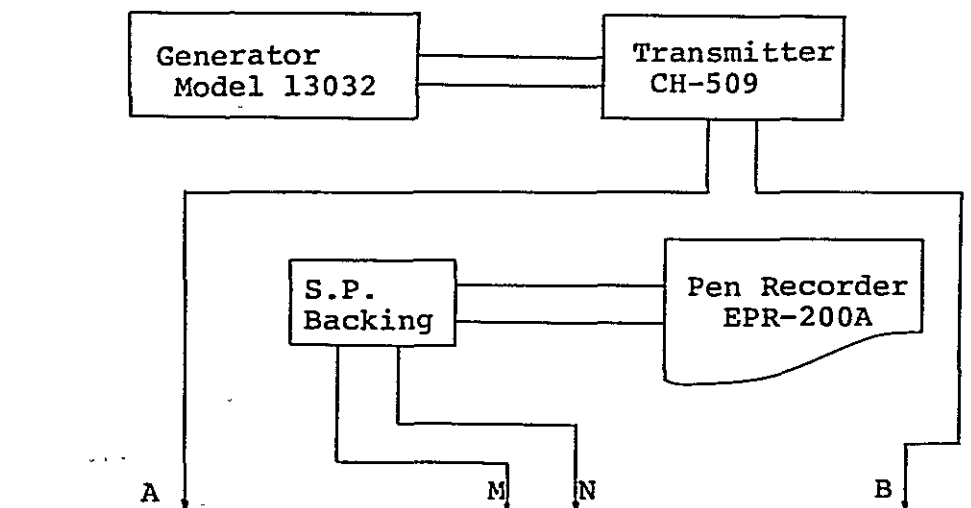 Generator
Model 13032
Transmitter
CH-509
S.P.
Backing
Pen Recorder
EPR-200A
A
M
N
B